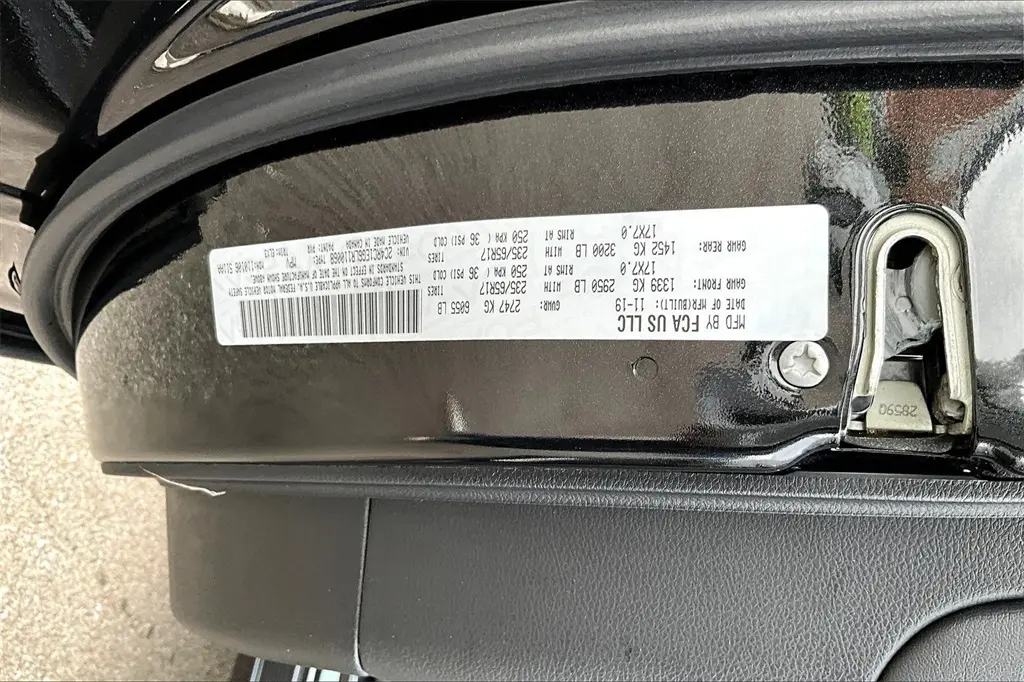 MFD BY FCA US LLC
DATE OF MFR(BUILT): 11-19 GVWR: 2747 KG 6055 LB
GAWR FRONT: 1339 KG 2950 LB WITH 235/65R17 TIRES
17X7.0 RIMS AT 250 KPA ( 36 PSI) COLD
GAWR REAR: 1452 KG 3200 LB WITH 235/65R17 TIRES
17X7.0 RIMS AT 250 KPA ( 36 PSI) COLD
THIS VEHICLE CONFORMS TO ALL APPLICABLE U.S.A. FEDERAL MOTOR VEHICLE SAFETY
STANDARDS IN EFFECT ON THE DATE OF MANUFACTURE SHOWN ABOVE.
VIN: TYPE: MPV
VEHICLE MADE IN CANADA PAINT:
2859Q